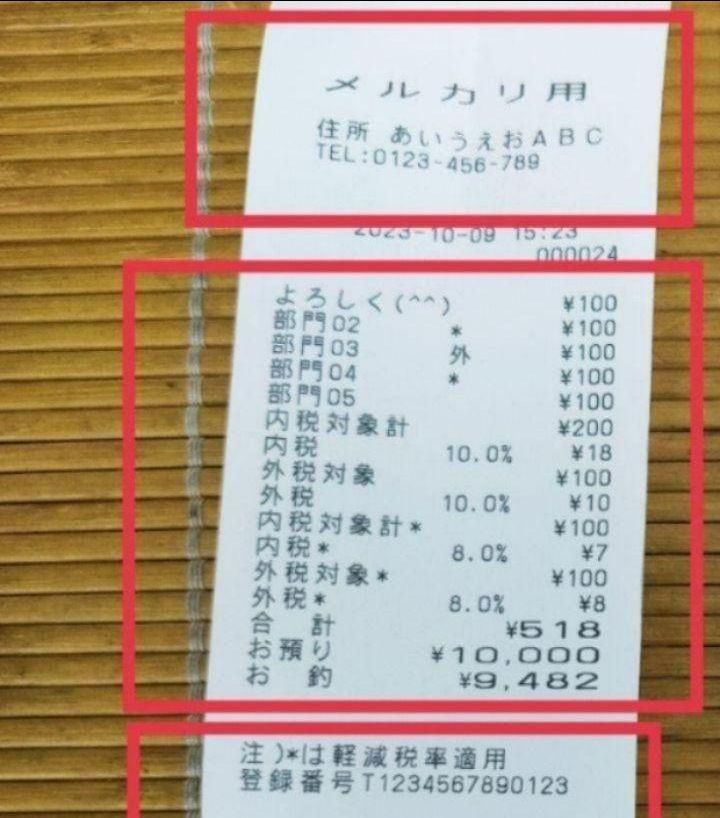 メルカリ用
住所 あいうえおABC
TEL:0123-456-789
2023-10-09 15:23
000024
よろしく(^^) ¥100
部門02 * ¥100
部門03 外 ¥100
部門04 * ¥100
部門05 ¥100
内税対象計 ¥200
内税 10.0% ¥18
外税対象 ¥100
外税 10.0% ¥10
内税対象計* ¥100
内税* 8.0% ¥7
外税対象* ¥100
外税* 8.0% ¥8
合 計 ¥518
お預り ¥10,000
お 釣 ¥9,482
注)*は軽減税率適用
登録番号T1234567890123